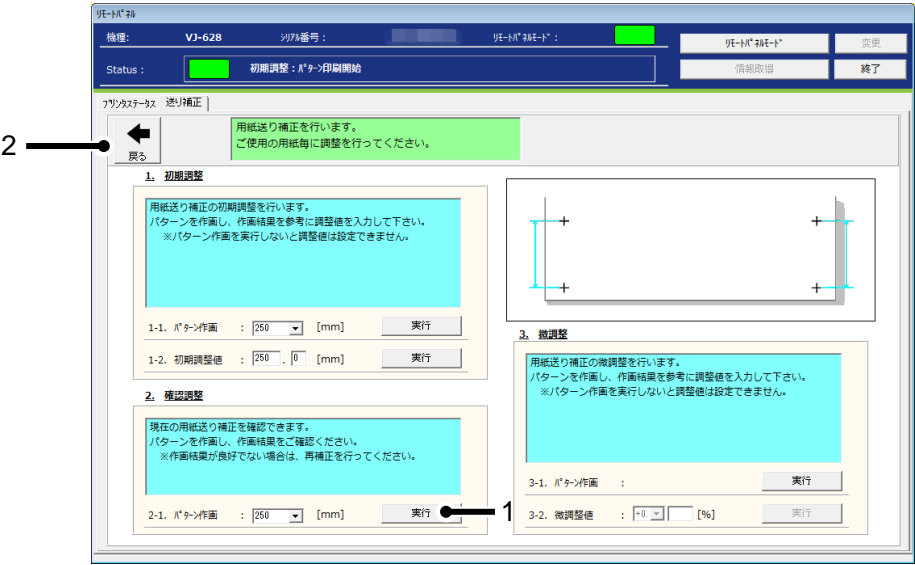 ﾘﾓｰﾄﾊﾟﾈﾙ
機種: VJ-628 ｼﾘｱﾙ番号： ﾘﾓｰﾄﾊﾟﾈﾙﾓｰﾄﾞ：
ﾘﾓｰﾄﾊﾟﾈﾙﾓｰﾄﾞ 変更
Status： 初期調整：ﾊﾟﾀｰﾝ印刷開始
情報取得 終了
ﾌﾟﾘﾝﾀｽﾃｰﾀｽ 送り補正
2
戻る
用紙送り補正を行います。
ご使用の用紙毎に調整を行ってください。
1. 初期調整
用紙送り補正の初期調整を行います。
パターンを作画し、作画結果を参考に調整値を入力して下さい。
※パターン作画を実行しないと調整値は設定できません。
1-1. ﾊﾟﾀｰﾝ作画 : 250 [mm] 実行
1-2. 初期調整値 : 250 . 0 [mm] 実行
2. 確認調整
現在の用紙送り補正を確認できます。
パターンを作画し、作画結果をご確認ください。
※作画結果が良好でない場合は、再補正を行ってください。
2-1. ﾊﾟﾀｰﾝ作画 : 250 [mm] 実行
1
3. 微調整
用紙送り補正の微調整を行います。
パターンを作画し、作画結果を参考に調整値を入力して下さい。
※パターン作画を実行しないと調整値は設定できません。
3-1. ﾊﾟﾀｰﾝ作画 : 実行
3-2. 微調整値 : +0. [%] 実行